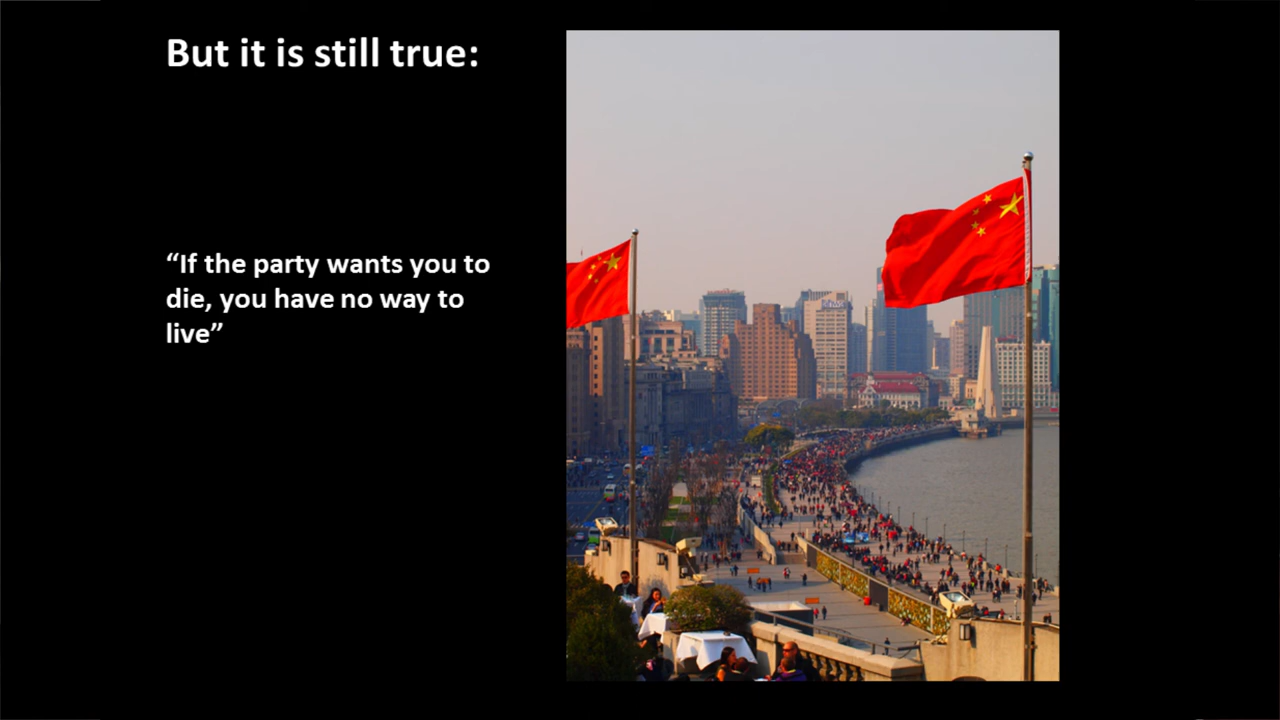 But it is still true:
“If the party wants you to
die, you have no way to
live”